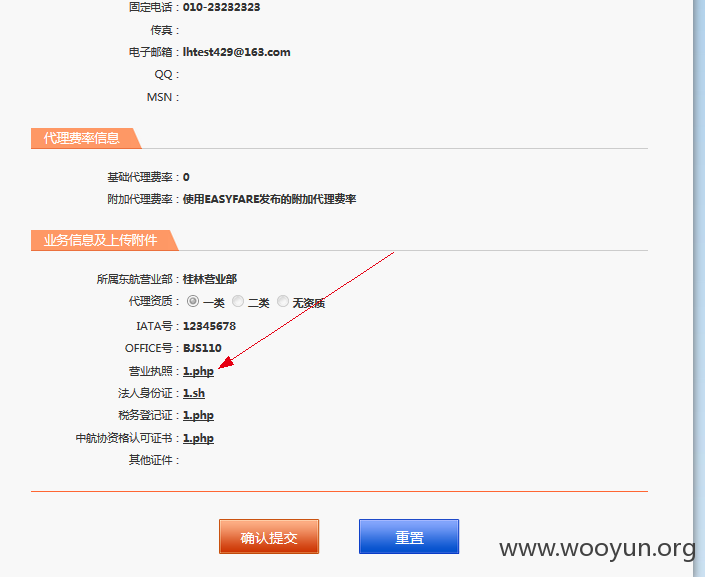 固定电话：010-23232323
传真：
电子邮箱：lhtest429@163.com
QQ：
MSN：
代理费率信息
基础代理费率：0
附加代理费率：使用EASYFARE发布的附加代理费率
业务信息及上传附件
所属东航营业部：桂林营业部
代理资质：一类 二类 无资质
IATA号：12345678
OFFICE号：BJS110
营业执照：1.php
法人身份证：1.sh
税务登记证：1.php
中航协资格认可证书：1.php
其他证件：
确认提交 重置
www.wooyun.org